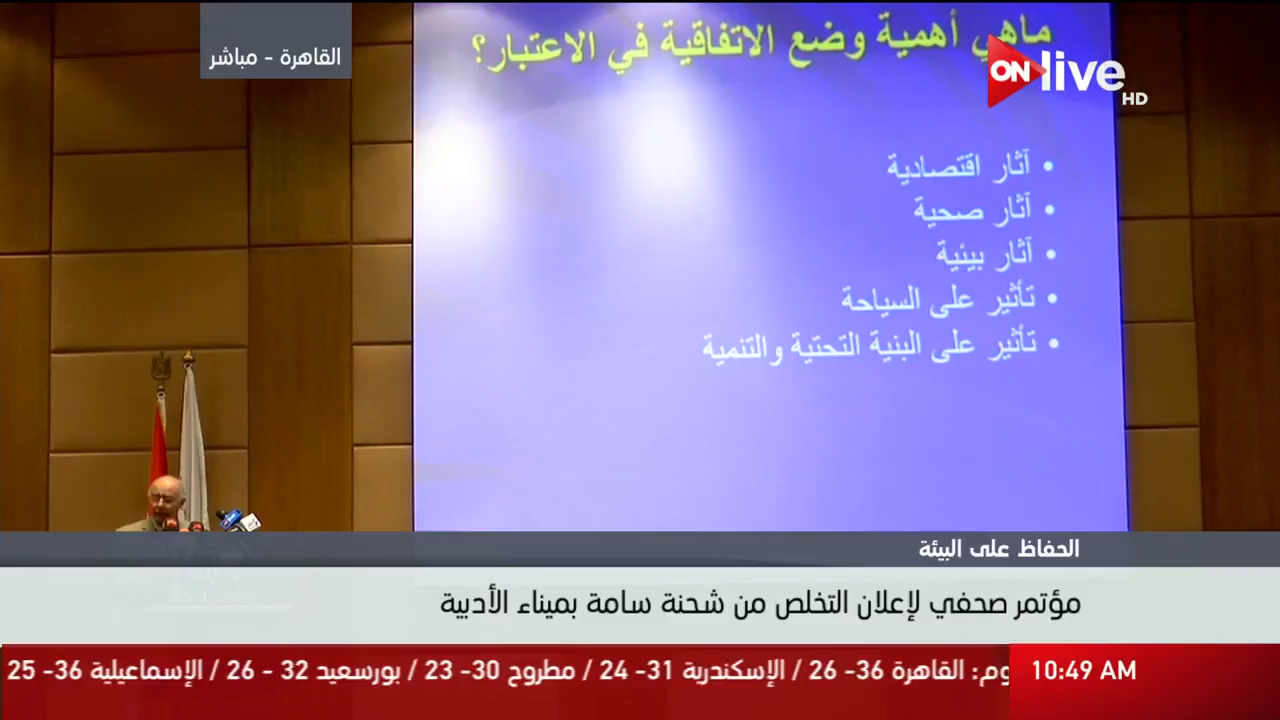 القاهرة - مباشر
ماهي أهمية وضع الاتفاقية في الاعتبار؟
ON live
HD
• آثار اقتصادية
• آثار صحية
• آثار بيئية
• تأثير على السياحة
• تأثير على البنية التحتية والتنمية
الحفاظ على البيئة
مؤتمر صحفي لإعلان التخلص من شحنة سامة بميناء الأدبية
القاهرة 36- 26 / الإسكندرية 31- 24 / مطروح 30- 23 / بورسعيد 32 - 26 / الإسماعيلية 36- 25
10:49 AM